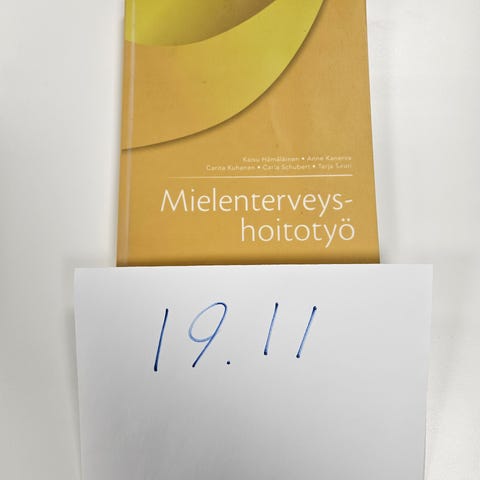 Kaisu Hämäläinen • Anne Kanerva
Carita Kuhanen • Carla Schubert • Tarja Seuri
Mielenterveys-
hoitotyö
19.11